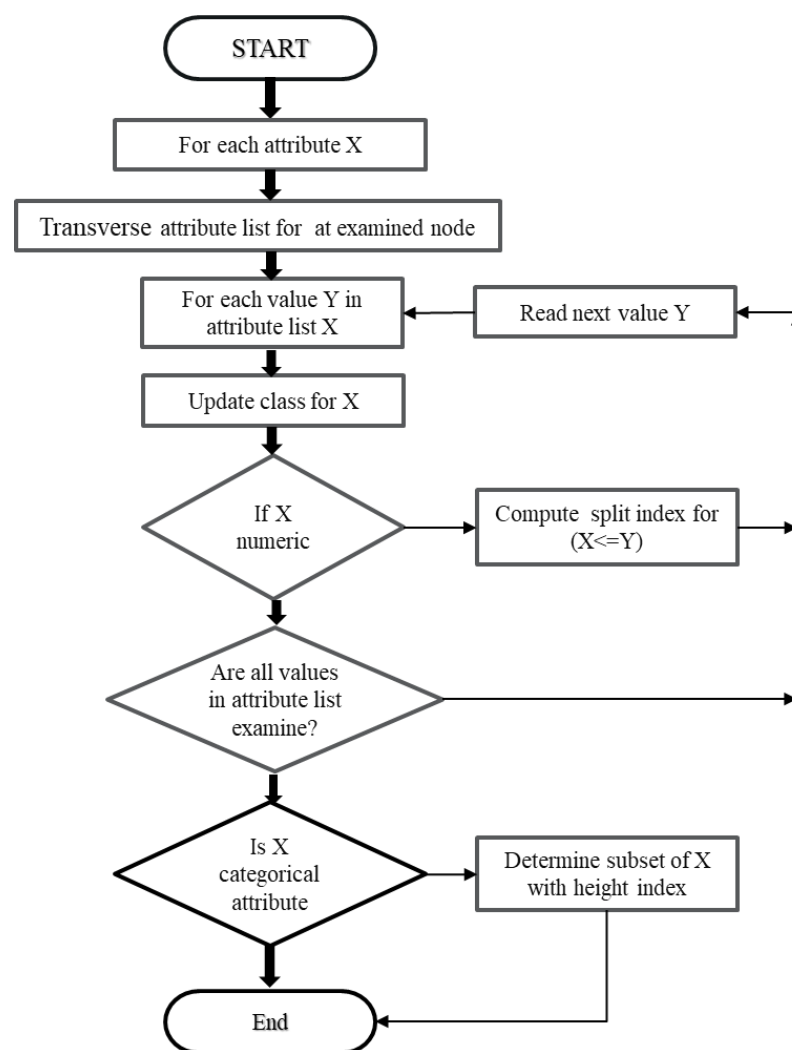 START
For each attribute X
Transverse attribute list for at examined node
For each value Y in
attribute list X
Read next value Y
Update class for X
If X
numeric
Compute split index for
(X<=Y)
Are all values
in attribute list
examine?
Is X
categorical
attribute
Determine subset of X
with height index
End